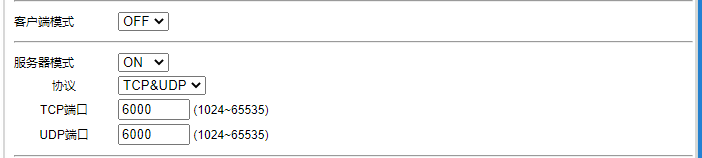 客户端模式 OFF
服务器模式 ON
协议 TCP&UDP
TCP端口 6000 (1024~65535)
UDP端口 6000 (1024~65535)